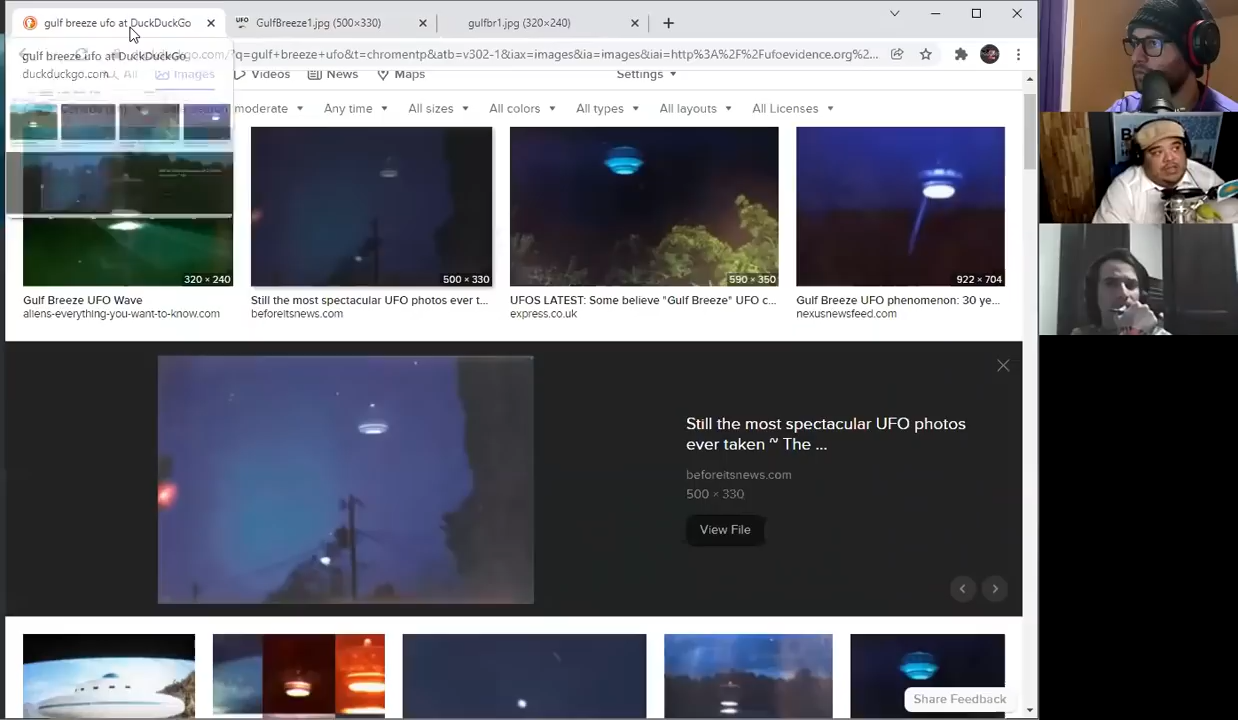 gulf breeze ufo at DuckDuckGo
UFO
GulfBreeze1.jpg (500×330)
gulfbr1.jpg (320×240)
gulf breeze ufo at DuckDuckGo
duckduckgo.com
.com/?q=gulf+breeze+ufo&t=chromentp&atb=v302-1&iax=images&ia=images&iai=http%3A%2F%2Fufoevidence.org%2...
All
Images
Videos
News
Maps
Settings
moderate
Any time
All sizes
All colors
All types
All layouts
All Licenses
320 × 240
500 × 330
590 × 350
922 × 704
Gulf Breeze UFO Wave
aliens-everything-you-want-to-know.com
Still the most spectacular UFO photos ever t...
beforeitsnews.com
UFOS LATEST: Some believe "Gulf Breeze" UFO c...
express.co.uk
Gulf Breeze UFO phenomenon: 30 ye...
nexusnewsfeed.com
Still the most spectacular UFO photos
ever taken ~ The ...
beforeitsnews.com
500 × 330
View File
Share Feedback